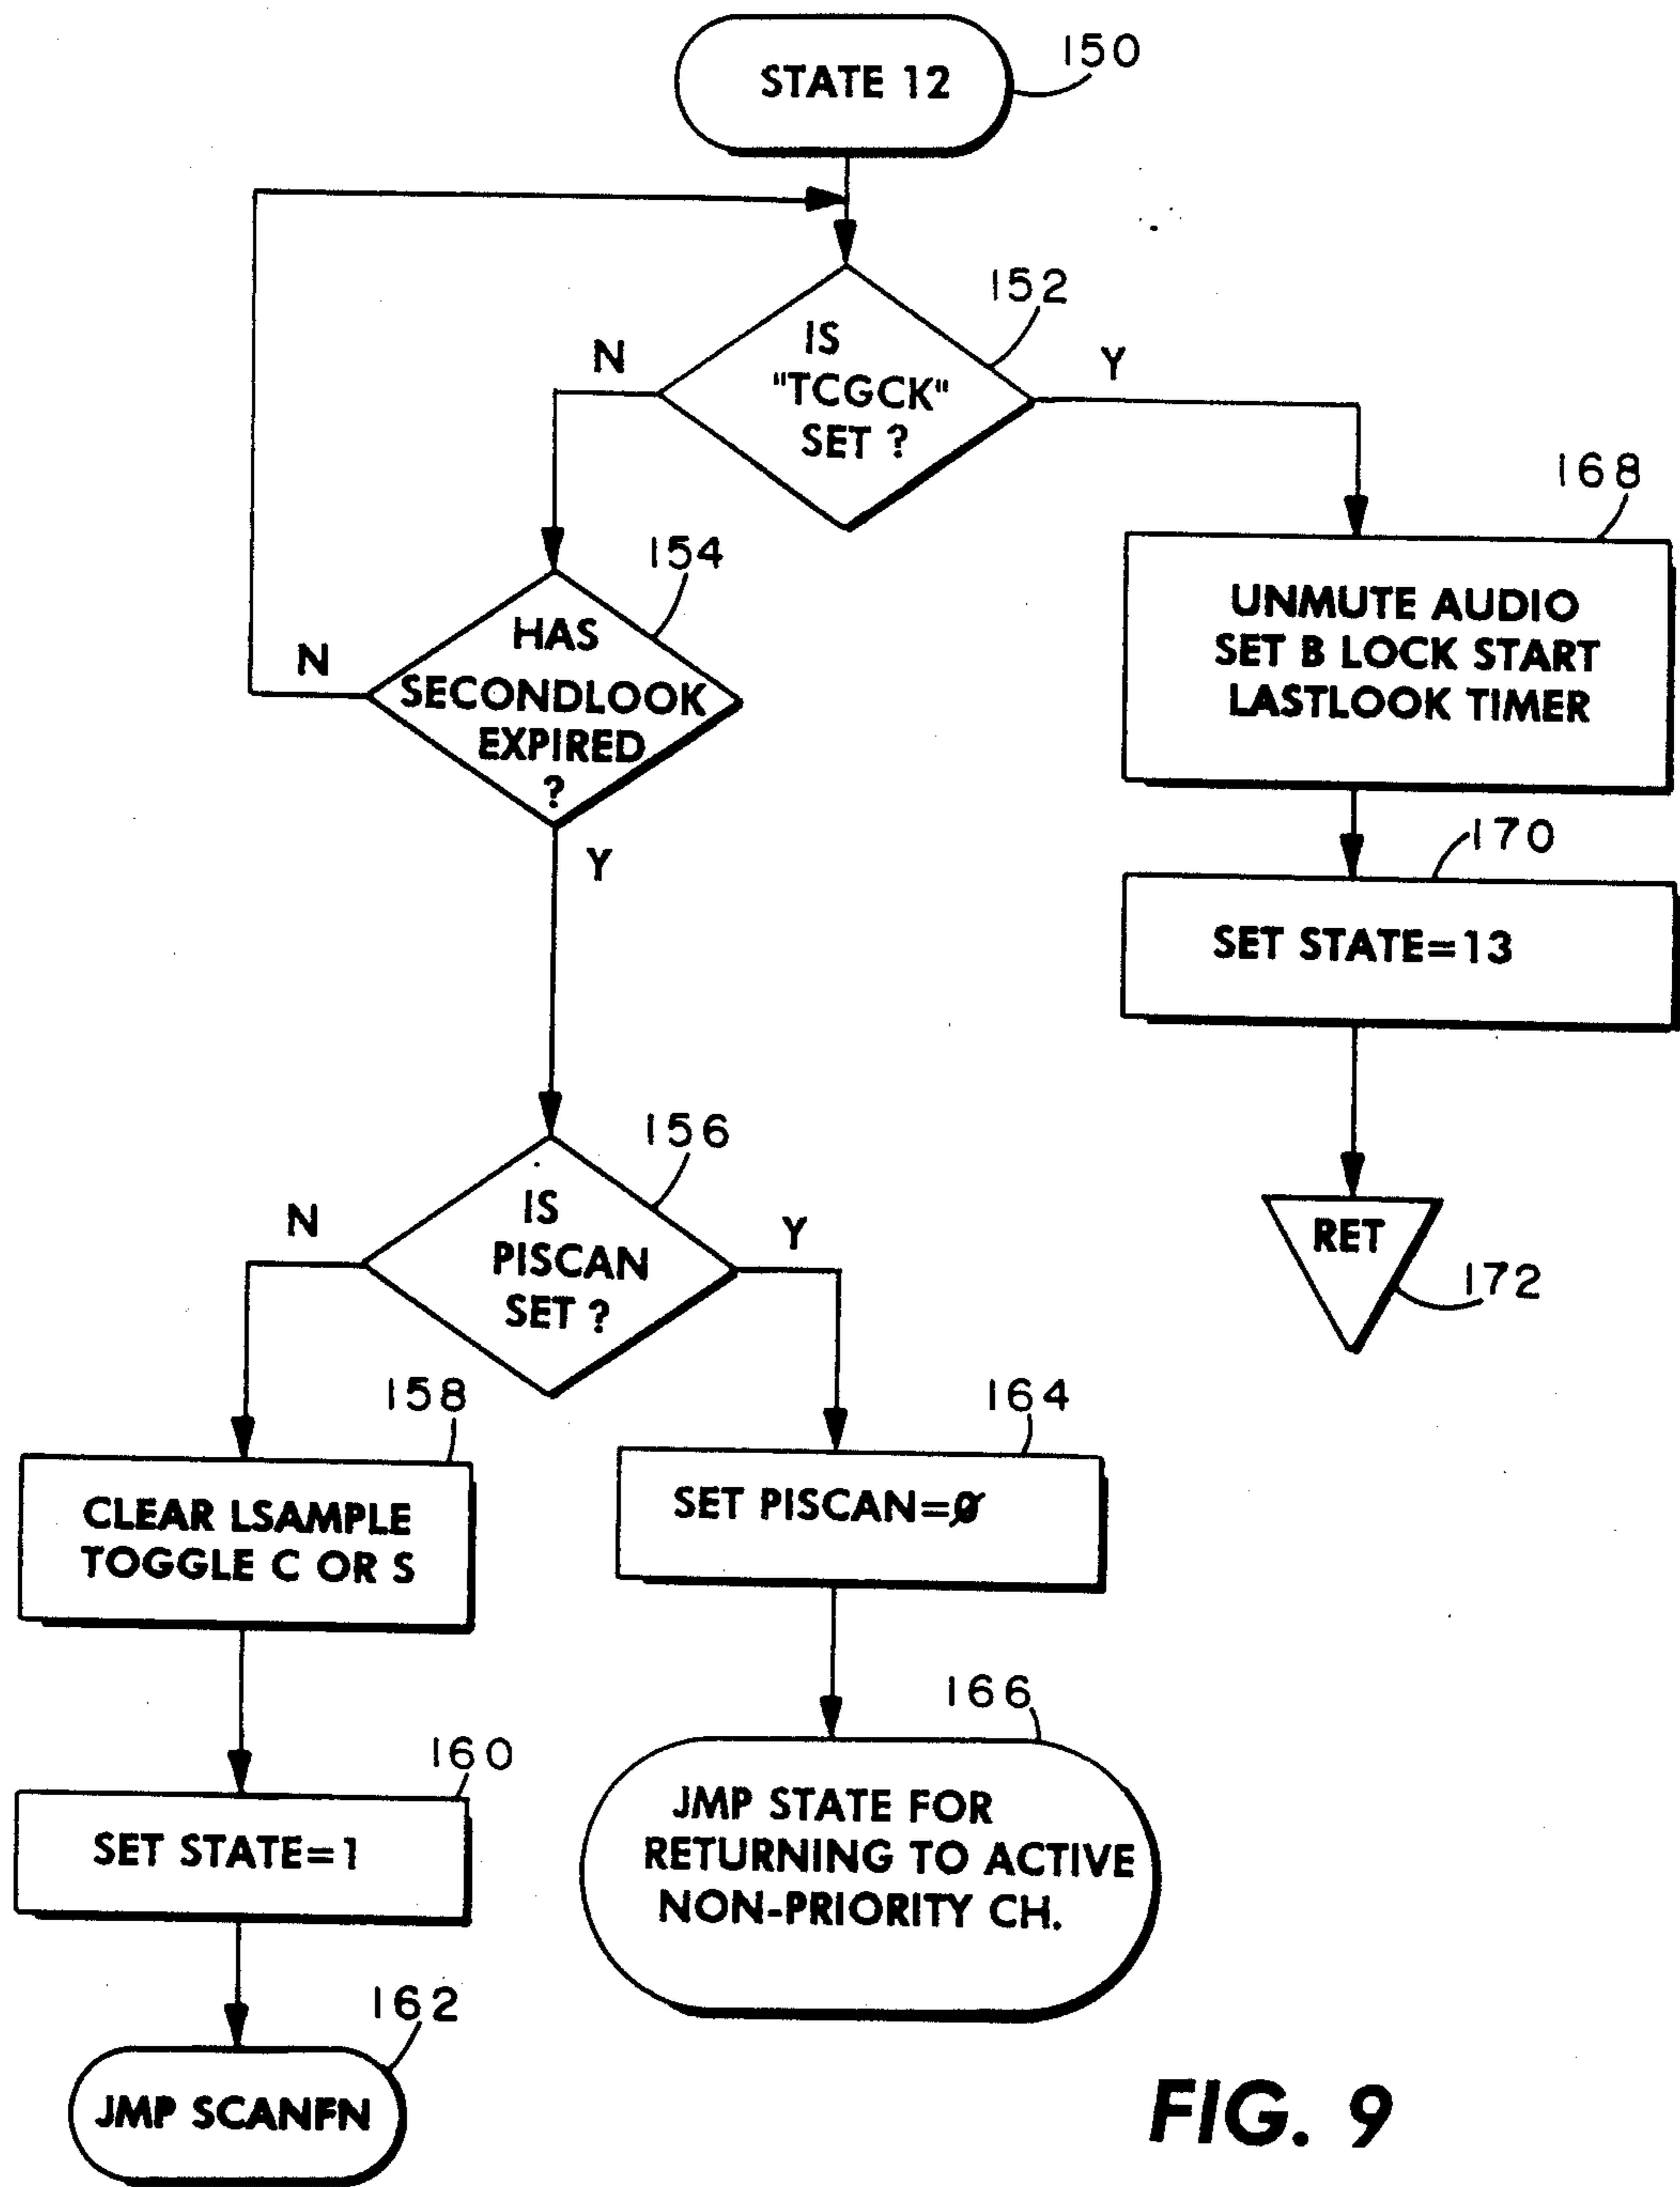 STATE 12
150
152
IS
"TCGCK"
SET ?
N
Y
168
UNMUTE AUDIO
SET B LOCK START
LASTLOOK TIMER
154
HAS
SECONDLOOK
EXPIRED
?
N
Y
170
SET STATE=13
RET
172
156
IS
PISCAN
SET ?
N
Y
158
CLEAR LSAMPLE
TOGGLE C OR S
164
SET PISCAN=0
160
SET STATE=1
166
JMP STATE FOR
RETURNING TO ACTIVE
NON-PRIORITY CH.
162
JMP SCANFN
FIG. 9